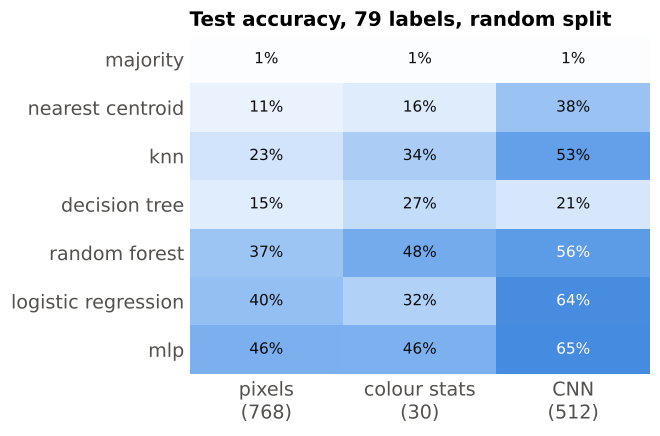 Test accuracy, 79 labels, random split
majority 1% 1% 1%
nearest centroid 11% 16% 38%
knn 23% 34% 53%
decision tree 15% 27% 21%
random forest 37% 48% 56%
logistic regression 40% 32% 64%
mlp 46% 46% 65%
pixels colour stats CNN
(768) (30) (512)